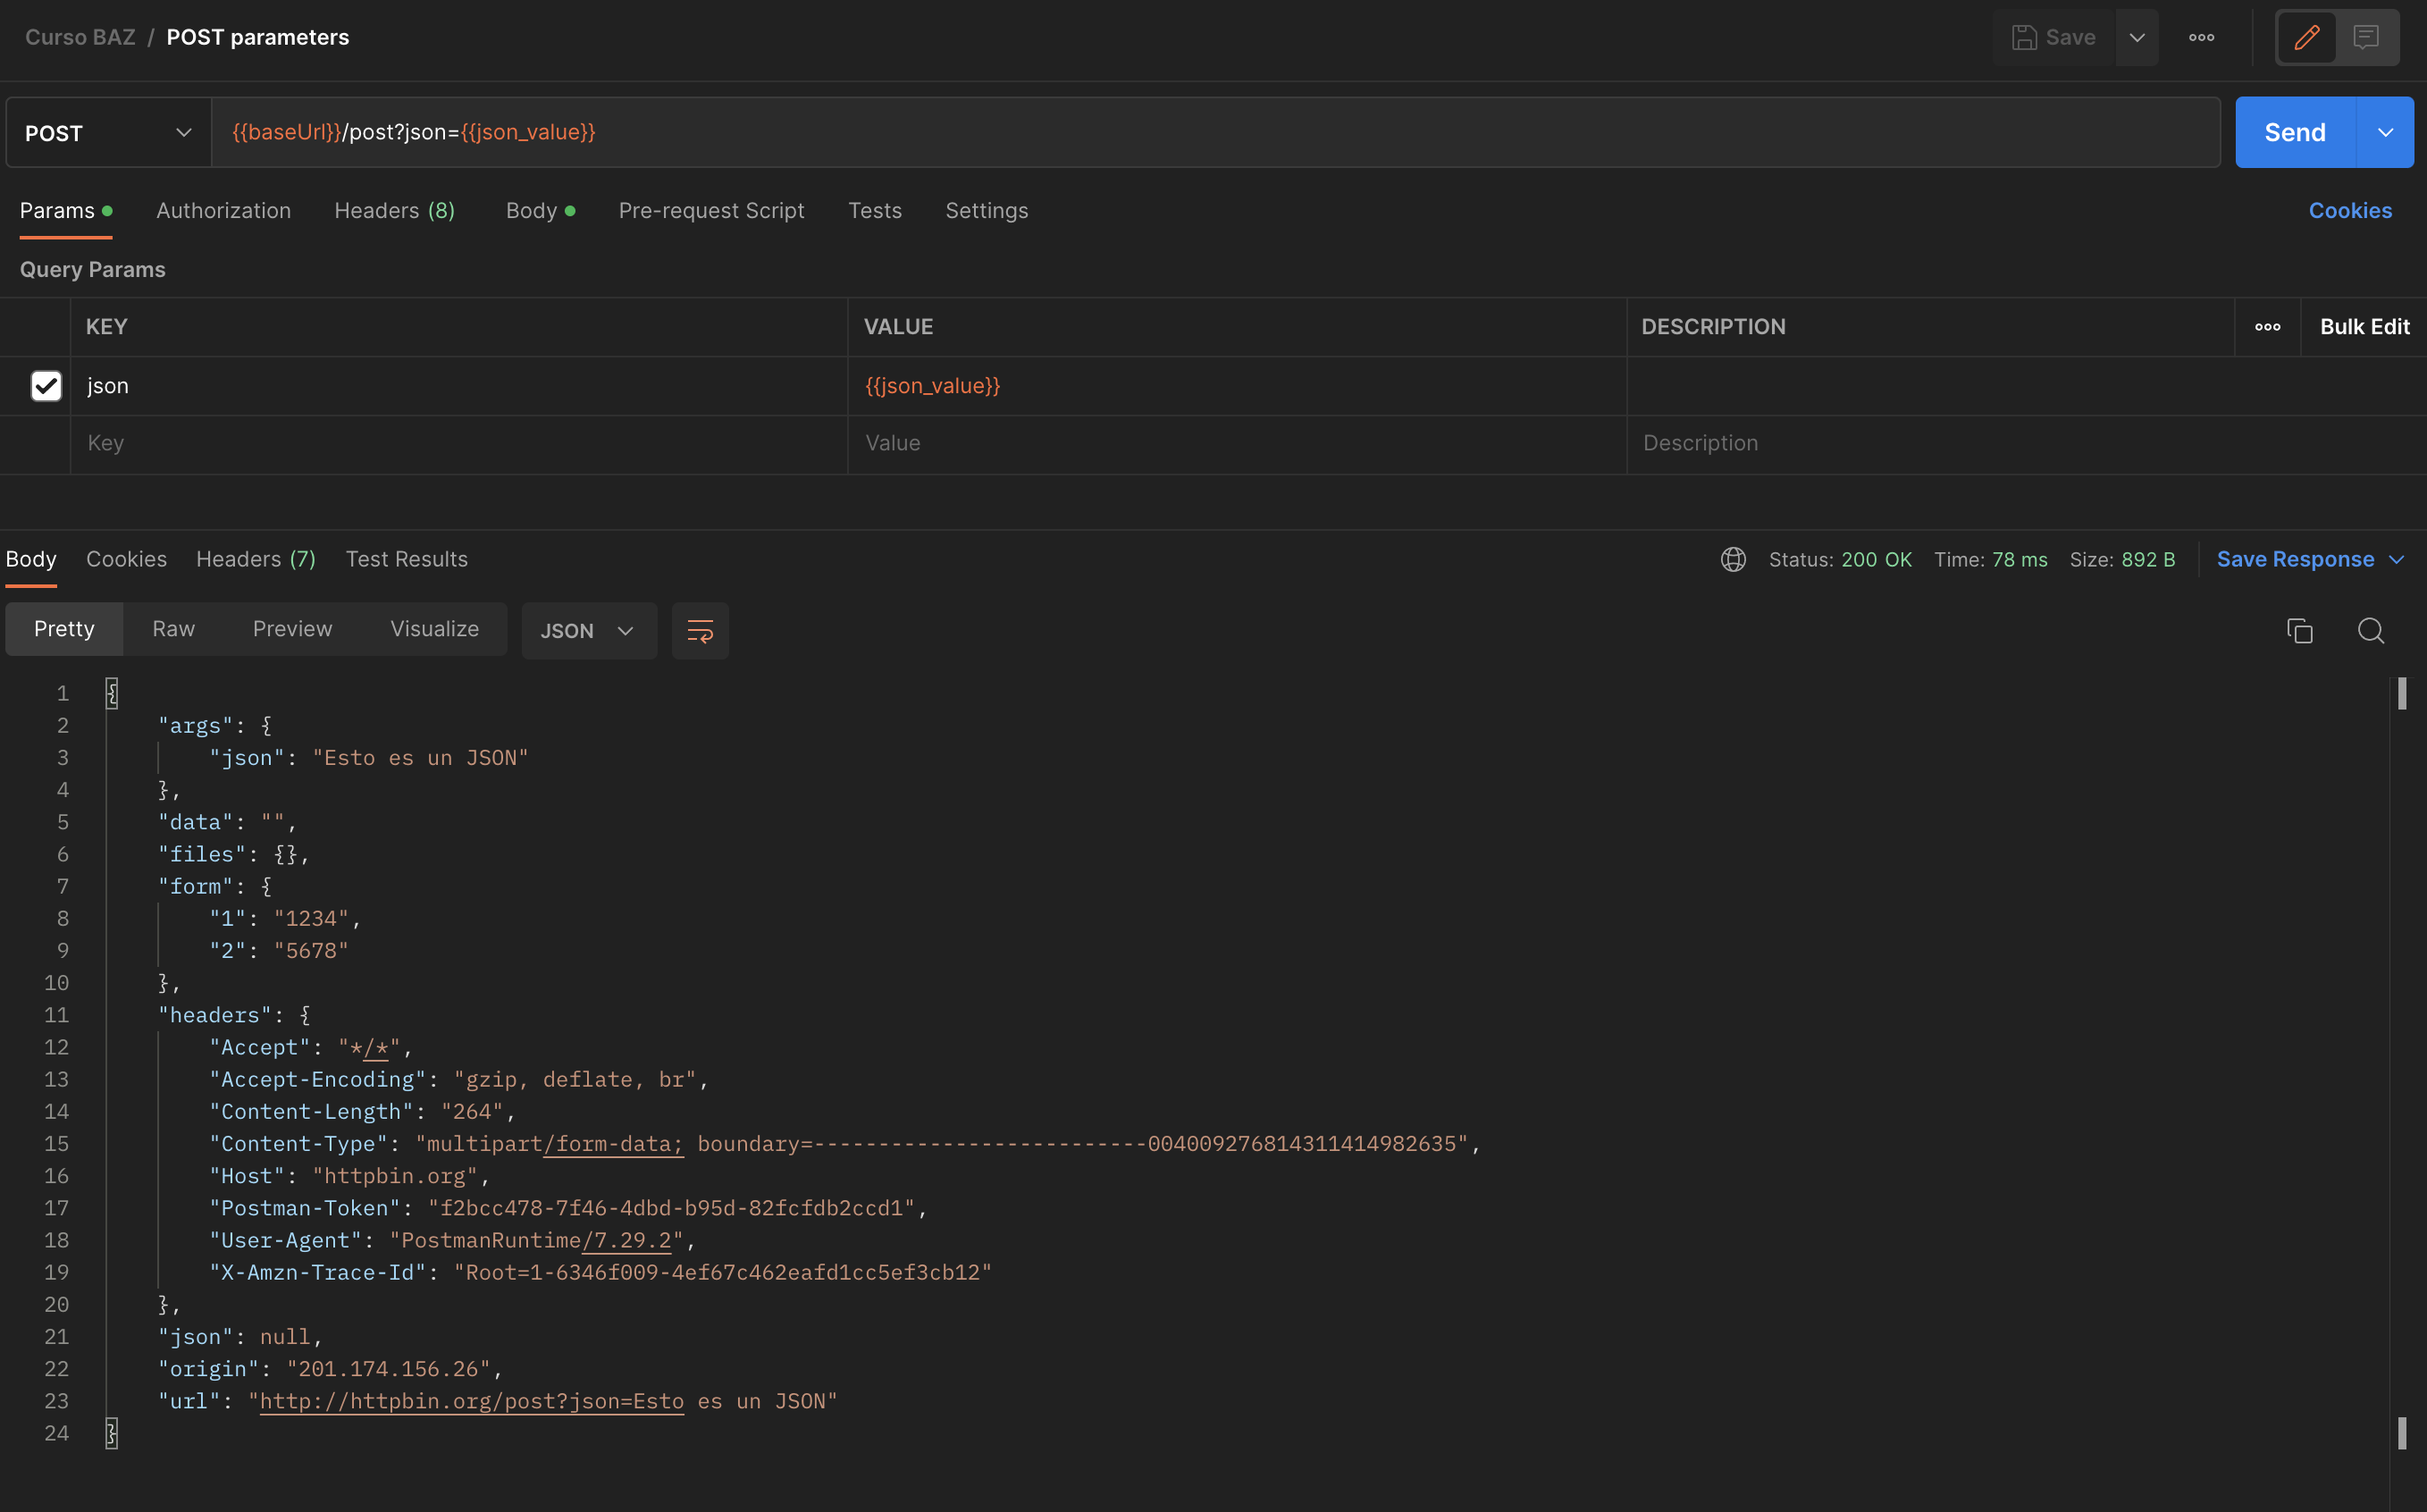 Curso BAZ / POST parameters
Save
POST {{baseUrl}}/post?json={{json_value}} Send
Params Authorization Headers (8) Body Pre-request Script Tests Settings Cookies
Query Params
KEY VALUE DESCRIPTION Bulk Edit
json {{json_value}}
Key Value Description
Body Cookies Headers (7) Test Results Status: 200 OK Time: 78 ms Size: 892 B Save Response
Pretty Raw Preview Visualize JSON
1 {
2 "args": {
3 "json": "Esto es un JSON"
4 },
5 "data": "",
6 "files": {},
7 "form": {
8 "1": "1234",
9 "2": "5678"
10 },
11 "headers": {
12 "Accept": "*/*",
13 "Accept-Encoding": "gzip, deflate, br",
14 "Content-Length": "264",
15 "Content-Type": "multipart/form-data; boundary=--------------------------004009276814311414982635",
16 "Host": "httpbin.org",
17 "Postman-Token": "f2bcc478-7f46-4dbd-b95d-82fcfdb2ccd1",
18 "User-Agent": "PostmanRuntime/7.29.2",
19 "X-Amzn-Trace-Id": "Root=1-6346f009-4ef67c462eafd1cc5ef3cb12"
20 },
21 "json": null,
22 "origin": "201.174.156.26",
23 "url": "http://httpbin.org/post?json=Esto es un JSON"
24 }